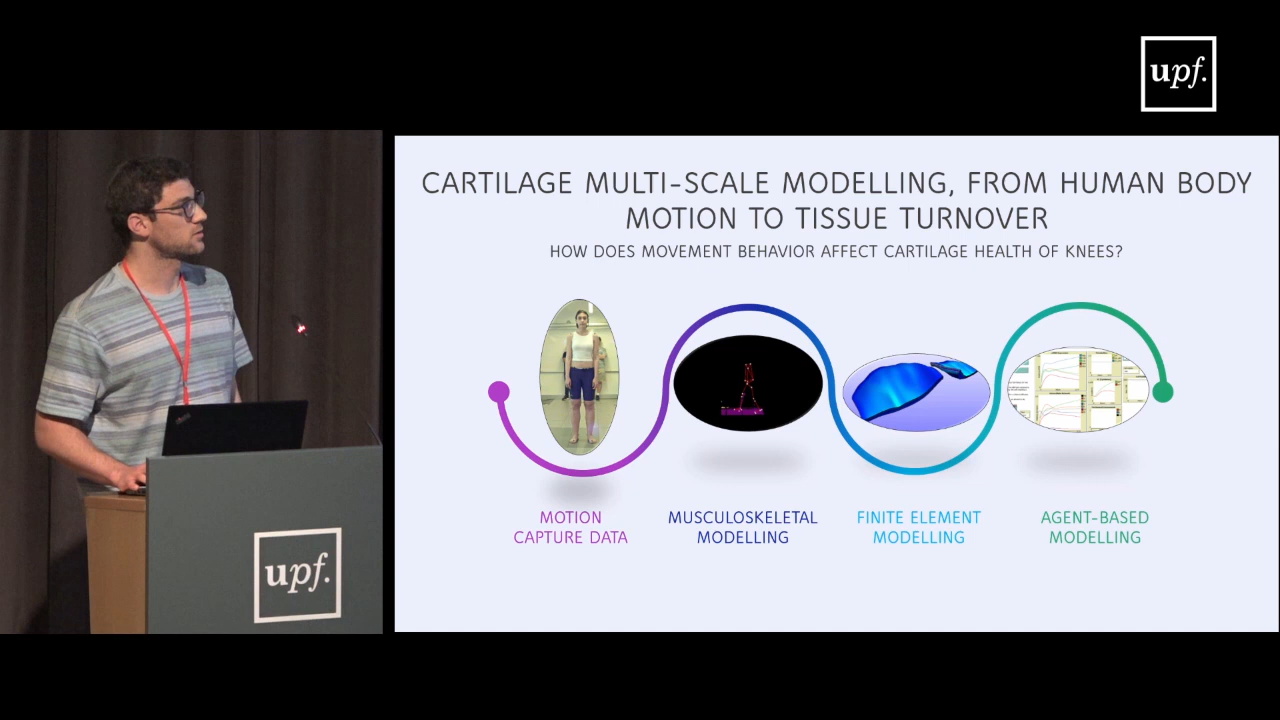 upf.
CARTILAGE MULTI-SCALE MODELLING, FROM HUMAN BODY
MOTION TO TISSUE TURNOVER
HOW DOES MOVEMENT BEHAVIOR AFFECT CARTILAGE HEALTH OF KNEES?
MOTION
CAPTURE DATA
MUSCULOSKELETAL
MODELLING
FINITE ELEMENT
MODELLING
AGENT-BASED
MODELLING
upf.